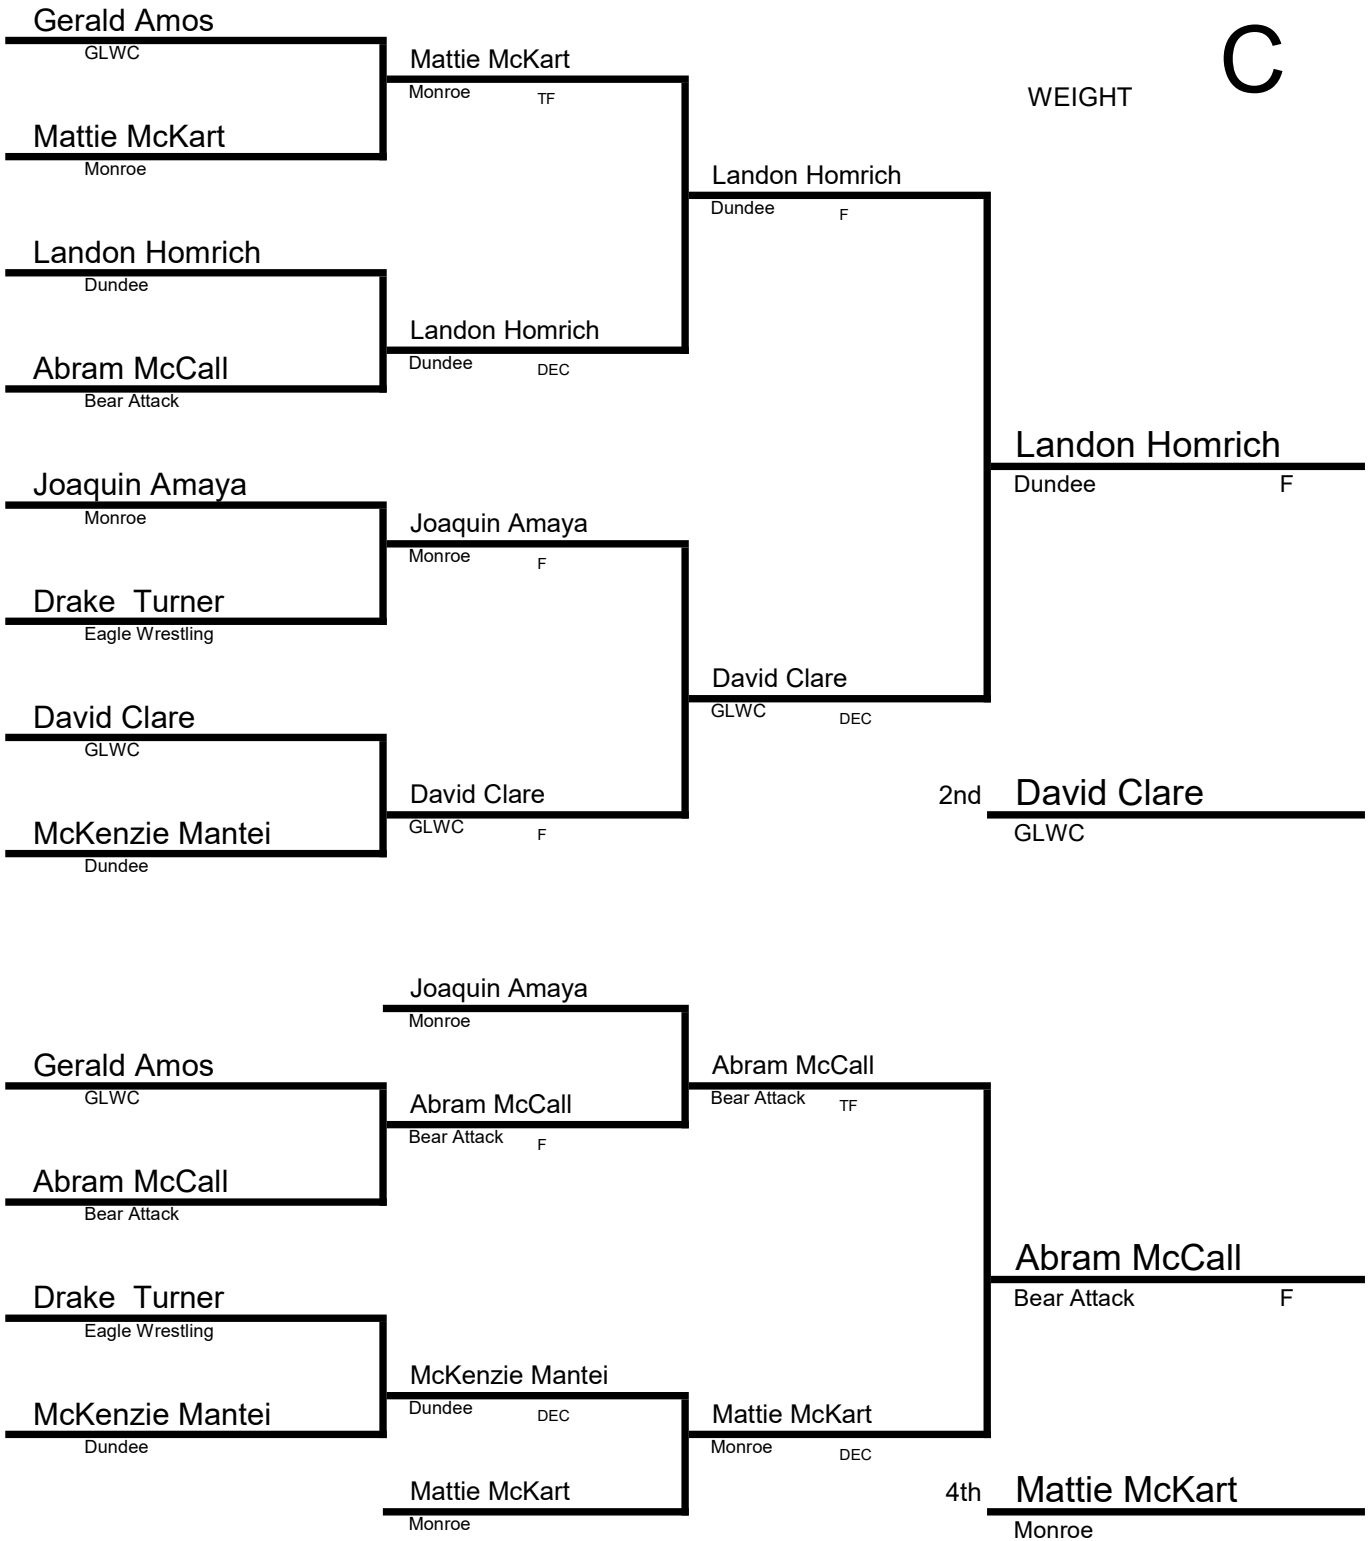 Gerald Amos
GLWC
Mattie McKart
Monroe TF
C
WEIGHT
Mattie McKart
Monroe
Landon Homrich
Dundee F
Landon Homrich
Dundee
Landon Homrich
Dundee DEC
Abram McCall
Bear Attack
Landon Homrich
Dundee F
Joaquin Amaya
Monroe
Joaquin Amaya
Monroe F
Drake  Turner
Eagle Wrestling
David Clare
GLWC DEC
David Clare
GLWC
David Clare
GLWC F
2nd David Clare
GLWC
McKenzie Mantei
Dundee
Joaquin Amaya
Monroe
Gerald Amos
GLWC
Abram McCall
Bear Attack TF
Abram McCall
Bear Attack F
Abram McCall
Bear Attack
Abram McCall
Bear Attack F
Drake  Turner
Eagle Wrestling
McKenzie Mantei
Dundee DEC
McKenzie Mantei
Dundee
Mattie McKart
Monroe DEC
Mattie McKart
Monroe
4th Mattie McKart
Monroe